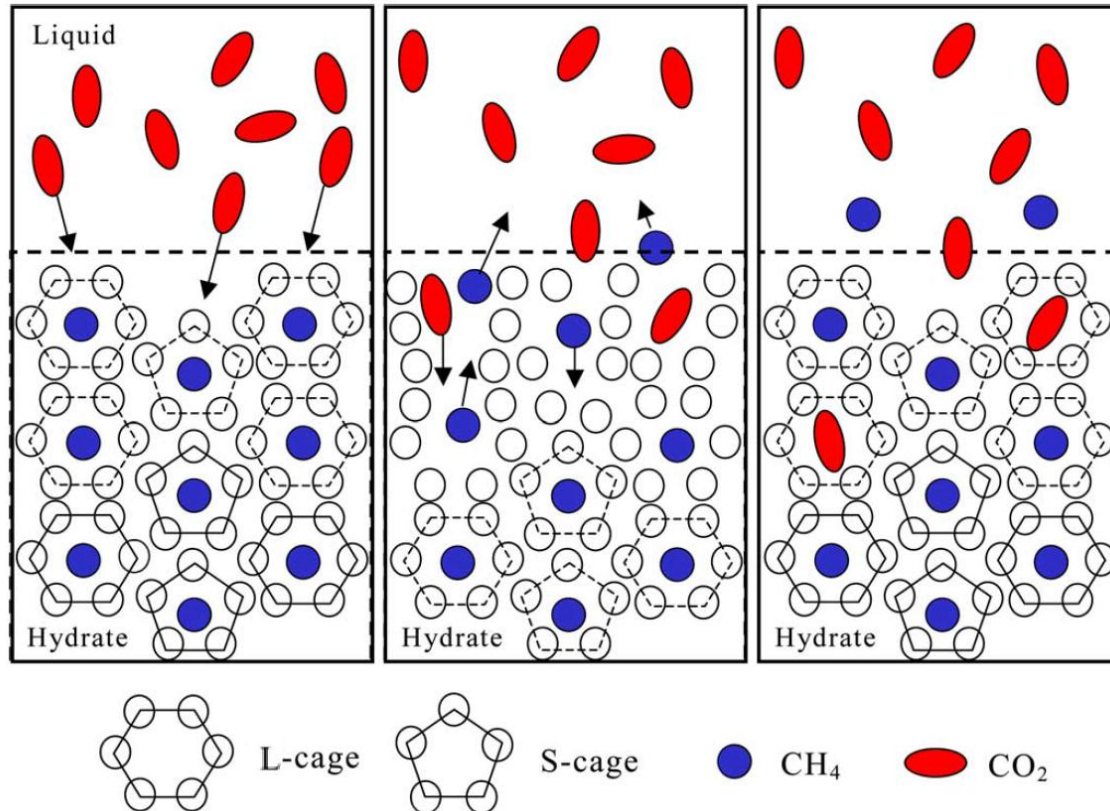 Liquid
Hydrate
Hydrate
Hydrate
L-cage
S-cage
CH₄
CO₂